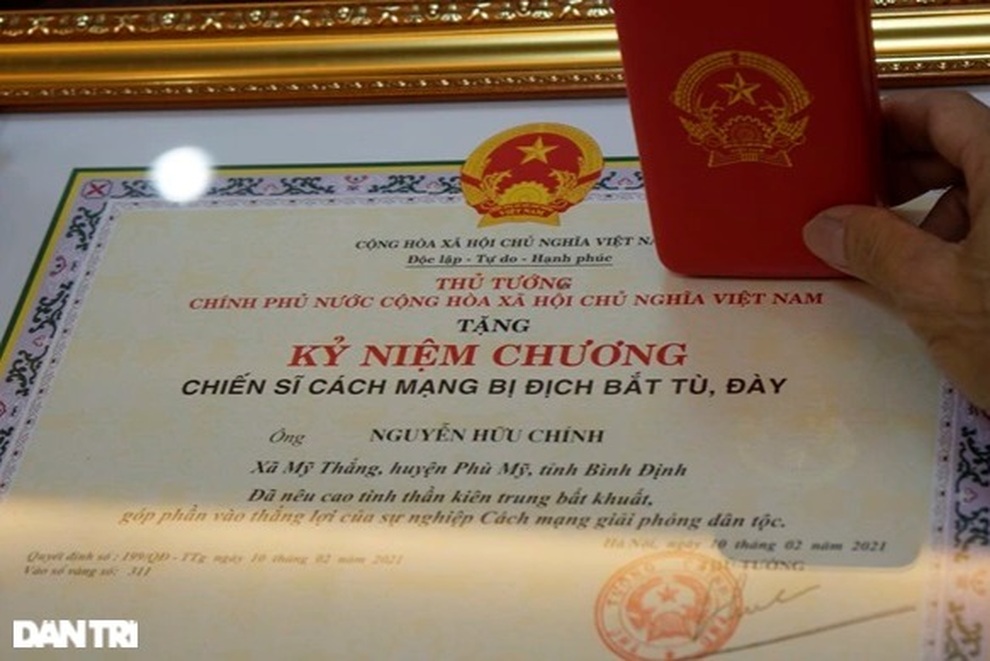 VIỆT NAM
CỘNG HÒA XÃ HỘI CHỦ NGHĨA VIỆT NA
Độc lập - Tự do - Hạnh phúc
THỦ TƯỚNG
CHÍNH PHỦ NƯỚC CỘNG HÒA XÃ HỘI CHỦ NGHĨA VIỆT NAM
TẶNG
KỶ NIỆM CHƯƠNG
CHIẾN SĨ CÁCH MẠNG BỊ ĐỊCH BẮT TÙ, ĐÀY
Ông NGUYỄN HỮU CHÍNH
Xã Mỹ Thắng, huyện Phù Mỹ, tỉnh Bình Định
Đã nêu cao tinh thần kiên trung bất khuất,
góp phần vào thắng lợi của sự nghiệp Cách mạng giải phóng dân tộc.
Hà Nội, ngày 10 tháng 02 năm 2021
Quyết định số: 199/QĐ - TTg ngày 10 tháng 02 năm 2021
Vào sổ vàng số: 311
TƯỚNG
DÂN TRÍ